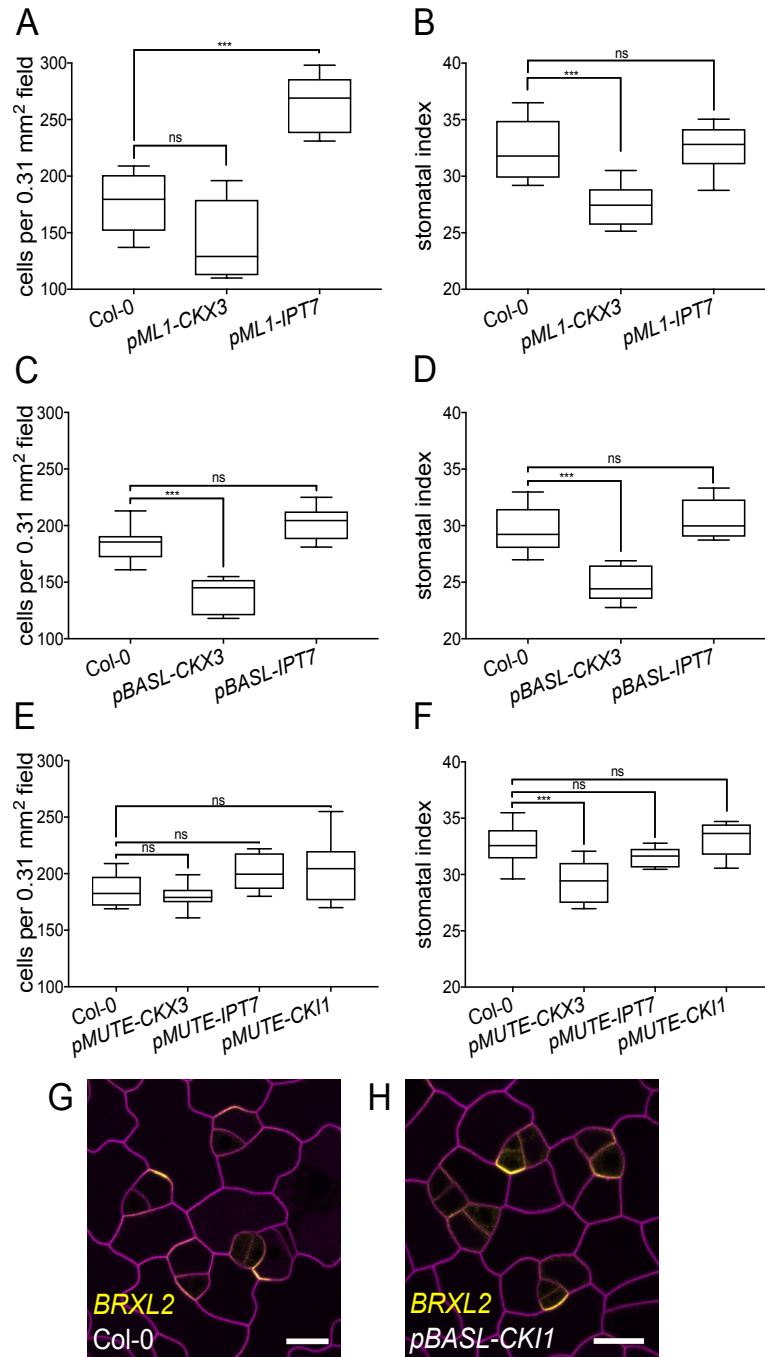 A
cells per 0.31 mm² field
300
250
200
150
100
***
ns
Col-0
pML1-CKX3
pML1-IPT7
B
stomatal index
40
35
30
25
20
ns
***
Col-0
pML1-CKX3
pML1-IPT7
C
cells per 0.31 mm² field
300
250
200
150
100
ns
***
Col-0
pBASL-CKX3
pBASL-IPT7
D
stomatal index
40
35
30
25
20
ns
***
Col-0
pBASL-CKX3
pBASL-IPT7
E
cells per 0.31 mm² field
300
250
200
150
100
ns
ns
ns
Col-0
pMUTE-CKX3
pMUTE-IPT7
pMUTE-CKI1
F
stomatal index
40
35
30
25
20
ns
ns
***
Col-0
pMUTE-CKX3
pMUTE-IPT7
pMUTE-CKI1
G
BRXL2
Col-0
H
BRXL2
pBASL-CKI1